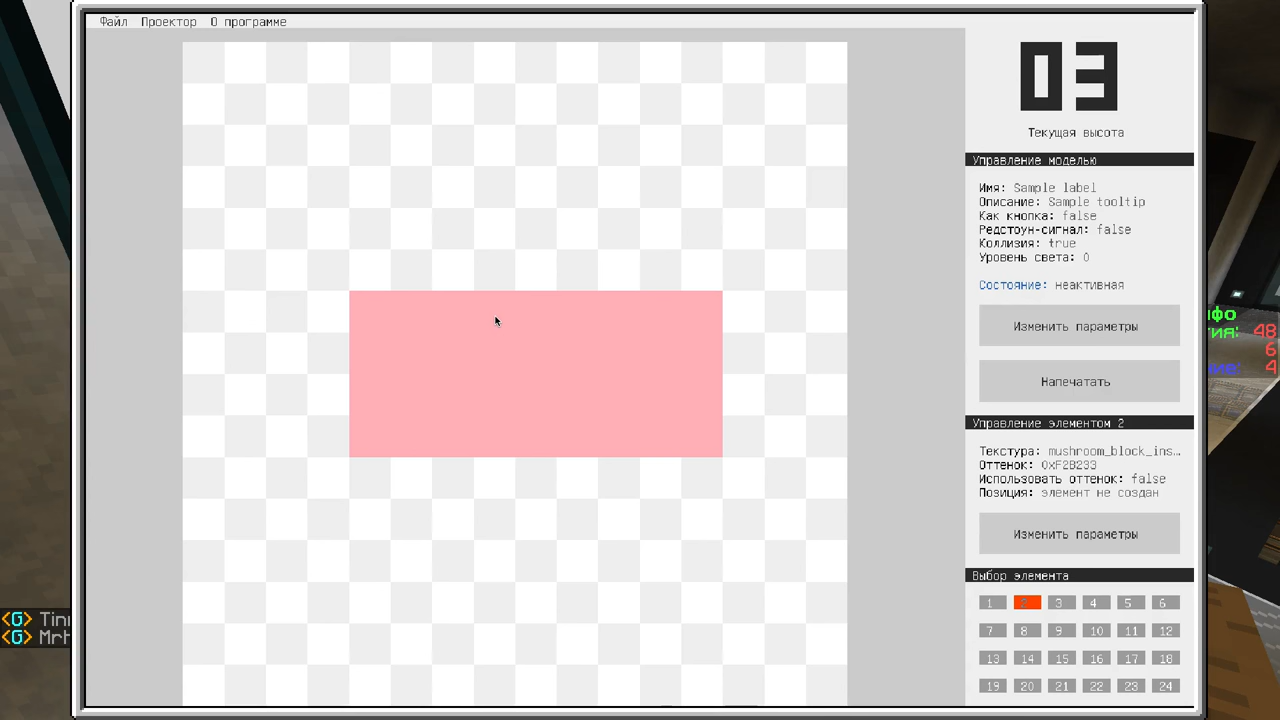 Файл Проектор О программе
03
Текущая высота
Управление моделью
Имя: Sample label
Описание: Sample tooltip
Как кнопка: false
Редстоун-сигнал: false
Коллизия: true
Уровень света: 0
Состояние: неактивная
Изменить параметры
Напечатать
Управление элементом 2
Текстура: mushroom_block_ins…
Оттенок: 0xF2B233
Использовать оттенок: false
Позиция: элемент не создан
Изменить параметры
Выбор элемента
1 2 3 4 5 6
7 8 9 10 11 12
13 14 15 16 17 18
19 20 21 22 23 24
48
6
4
<G>
<G>